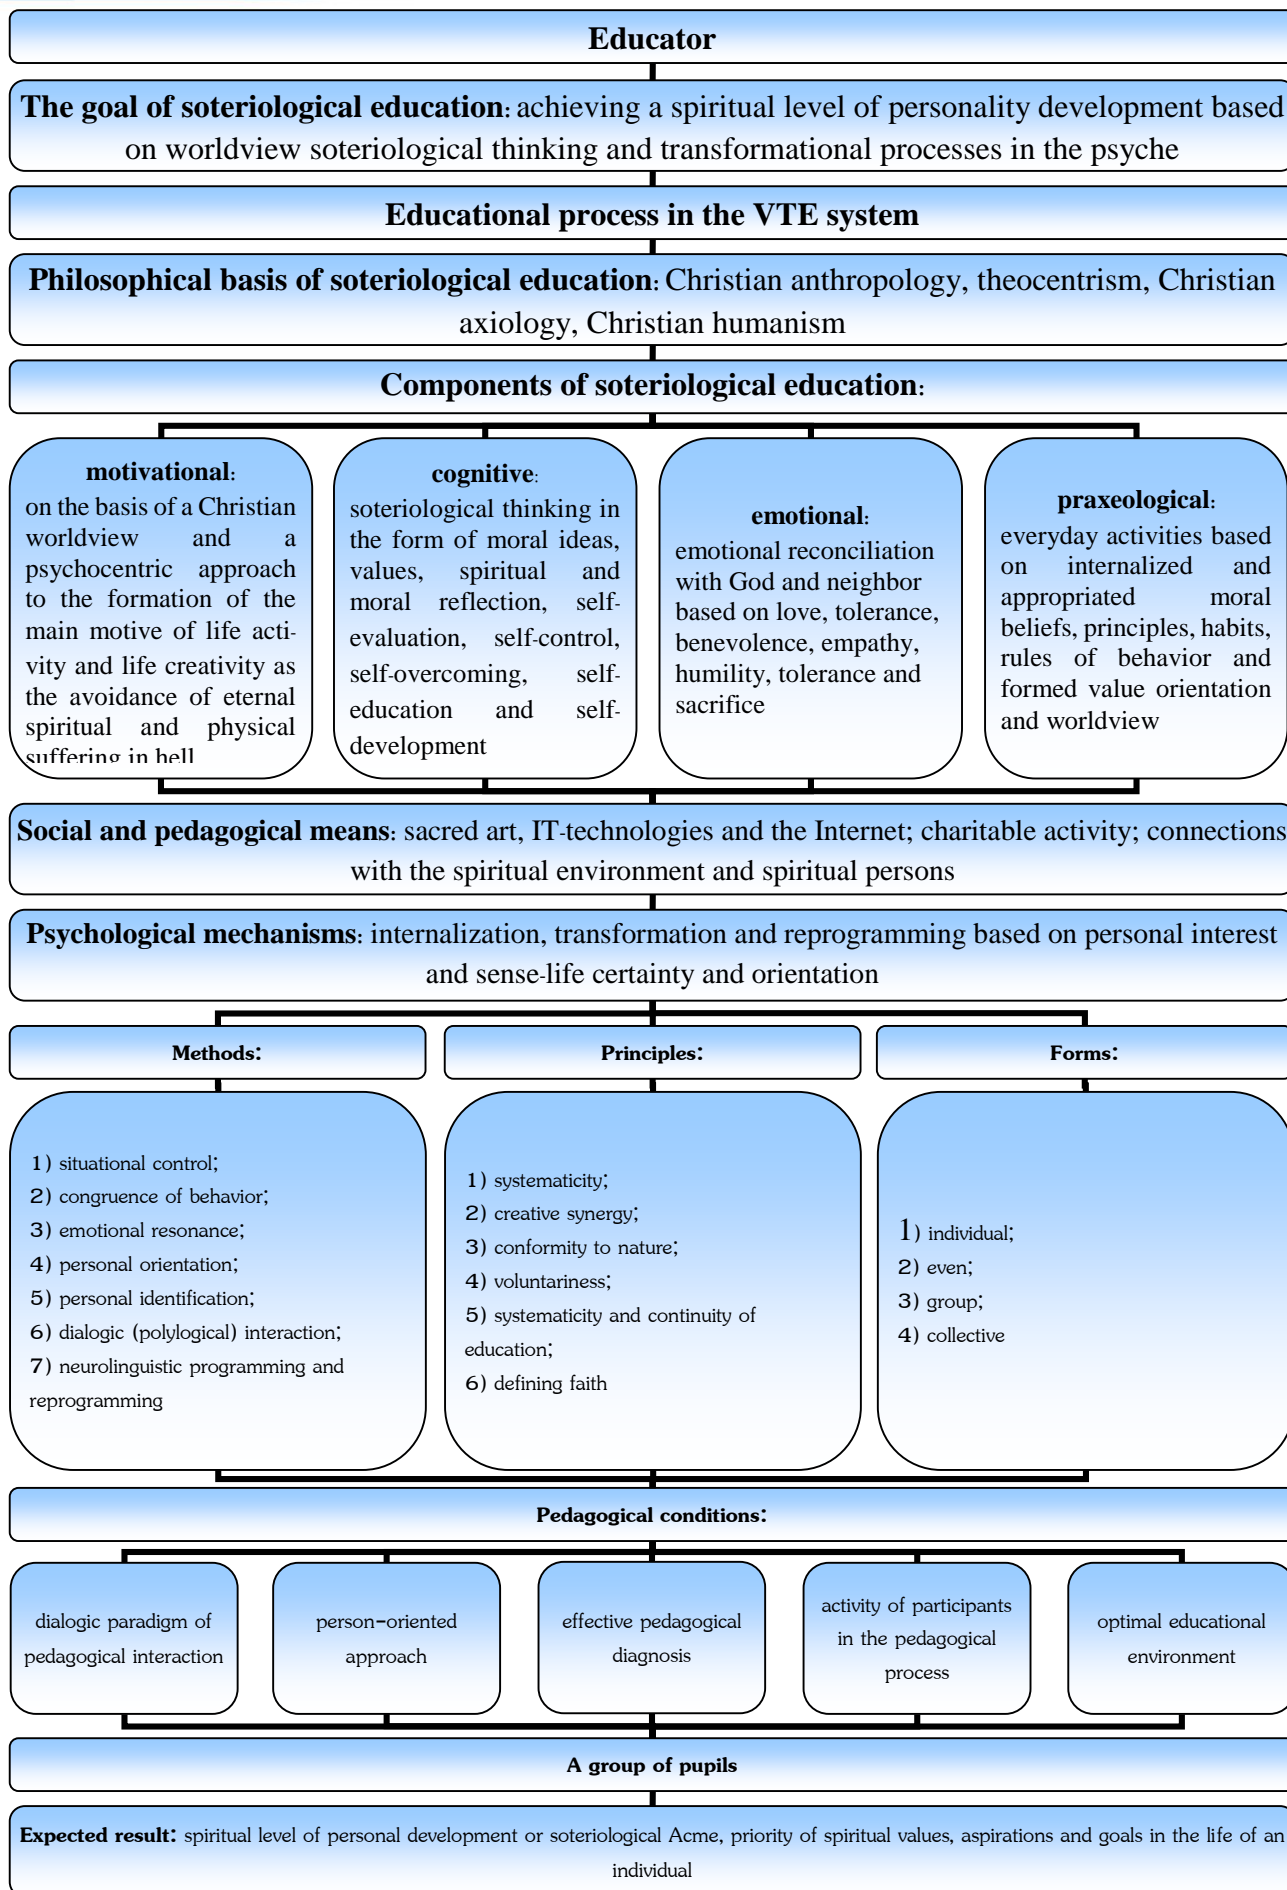 Educator
The goal of soteriological education: achieving a spiritual level of personality development based
on worldview soteriological thinking and transformational processes in the psyche
Educational process in the VTE system
Philosophical basis of soteriological education: Christian anthropology, theocentrism, Christian
axiology, Christian humanism
Components of soteriological education:
motivational:
on the basis of a Christian
worldview and a
psychocentric approach
to the formation of the
main motive of life acti-
vity and life creativity as
the avoidance of eternal
spiritual and physical
suffering in hell
cognitive:
soteriological thinking in
the form of moral ideas,
values, spiritual and
moral reflection, self-
evaluation, self-control,
self-overcoming, self-
education and self-
development
emotional:
emotional reconciliation
with God and neighbor
based on love, tolerance,
benevolence, empathy,
humility, tolerance and
sacrifice
praxeological:
everyday activities based
on internalized and
appropriated moral
beliefs, principles, habits,
rules of behavior and
formed value orientation
and worldview
Social and pedagogical means: sacred art, IT-technologies and the Internet; charitable activity; connections
with the spiritual environment and spiritual persons
Psychological mechanisms: internalization, transformation and reprogramming based on personal interest
and sense-life certainty and orientation
Methods:
1) situational control;
2) congruence of behavior;
3) emotional resonance;
4) personal orientation;
5) personal identification;
6) dialogic (polylogical) interaction;
7) neurolinguistic programming and
reprogramming
Principles:
1) systematicity;
2) creative synergy;
3) conformity to nature;
4) voluntariness;
5) systematicity and continuity of
education;
6) defining faith
Forms:
1) individual;
2) even;
3) group;
4) collective
Pedagogical conditions:
dialogic paradigm of
pedagogical interaction
person-oriented
approach
effective pedagogical
diagnosis
activity of participants
in the pedagogical
process
optimal educational
environment
A group of pupils
Expected result: spiritual level of personal development or soteriological Acme, priority of spiritual values, aspirations and goals in the life of an
individual